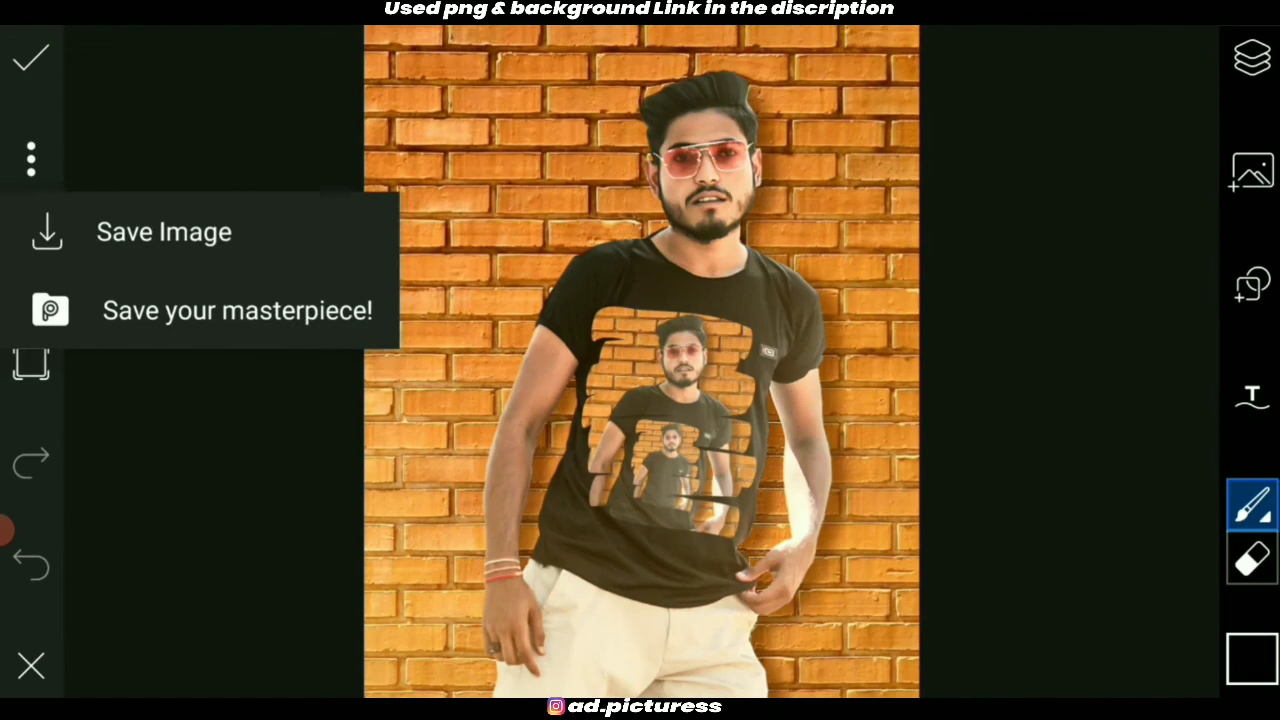 Used png & background Link in the discription
Save Image
Save your masterpiece!
T
ad.picturess